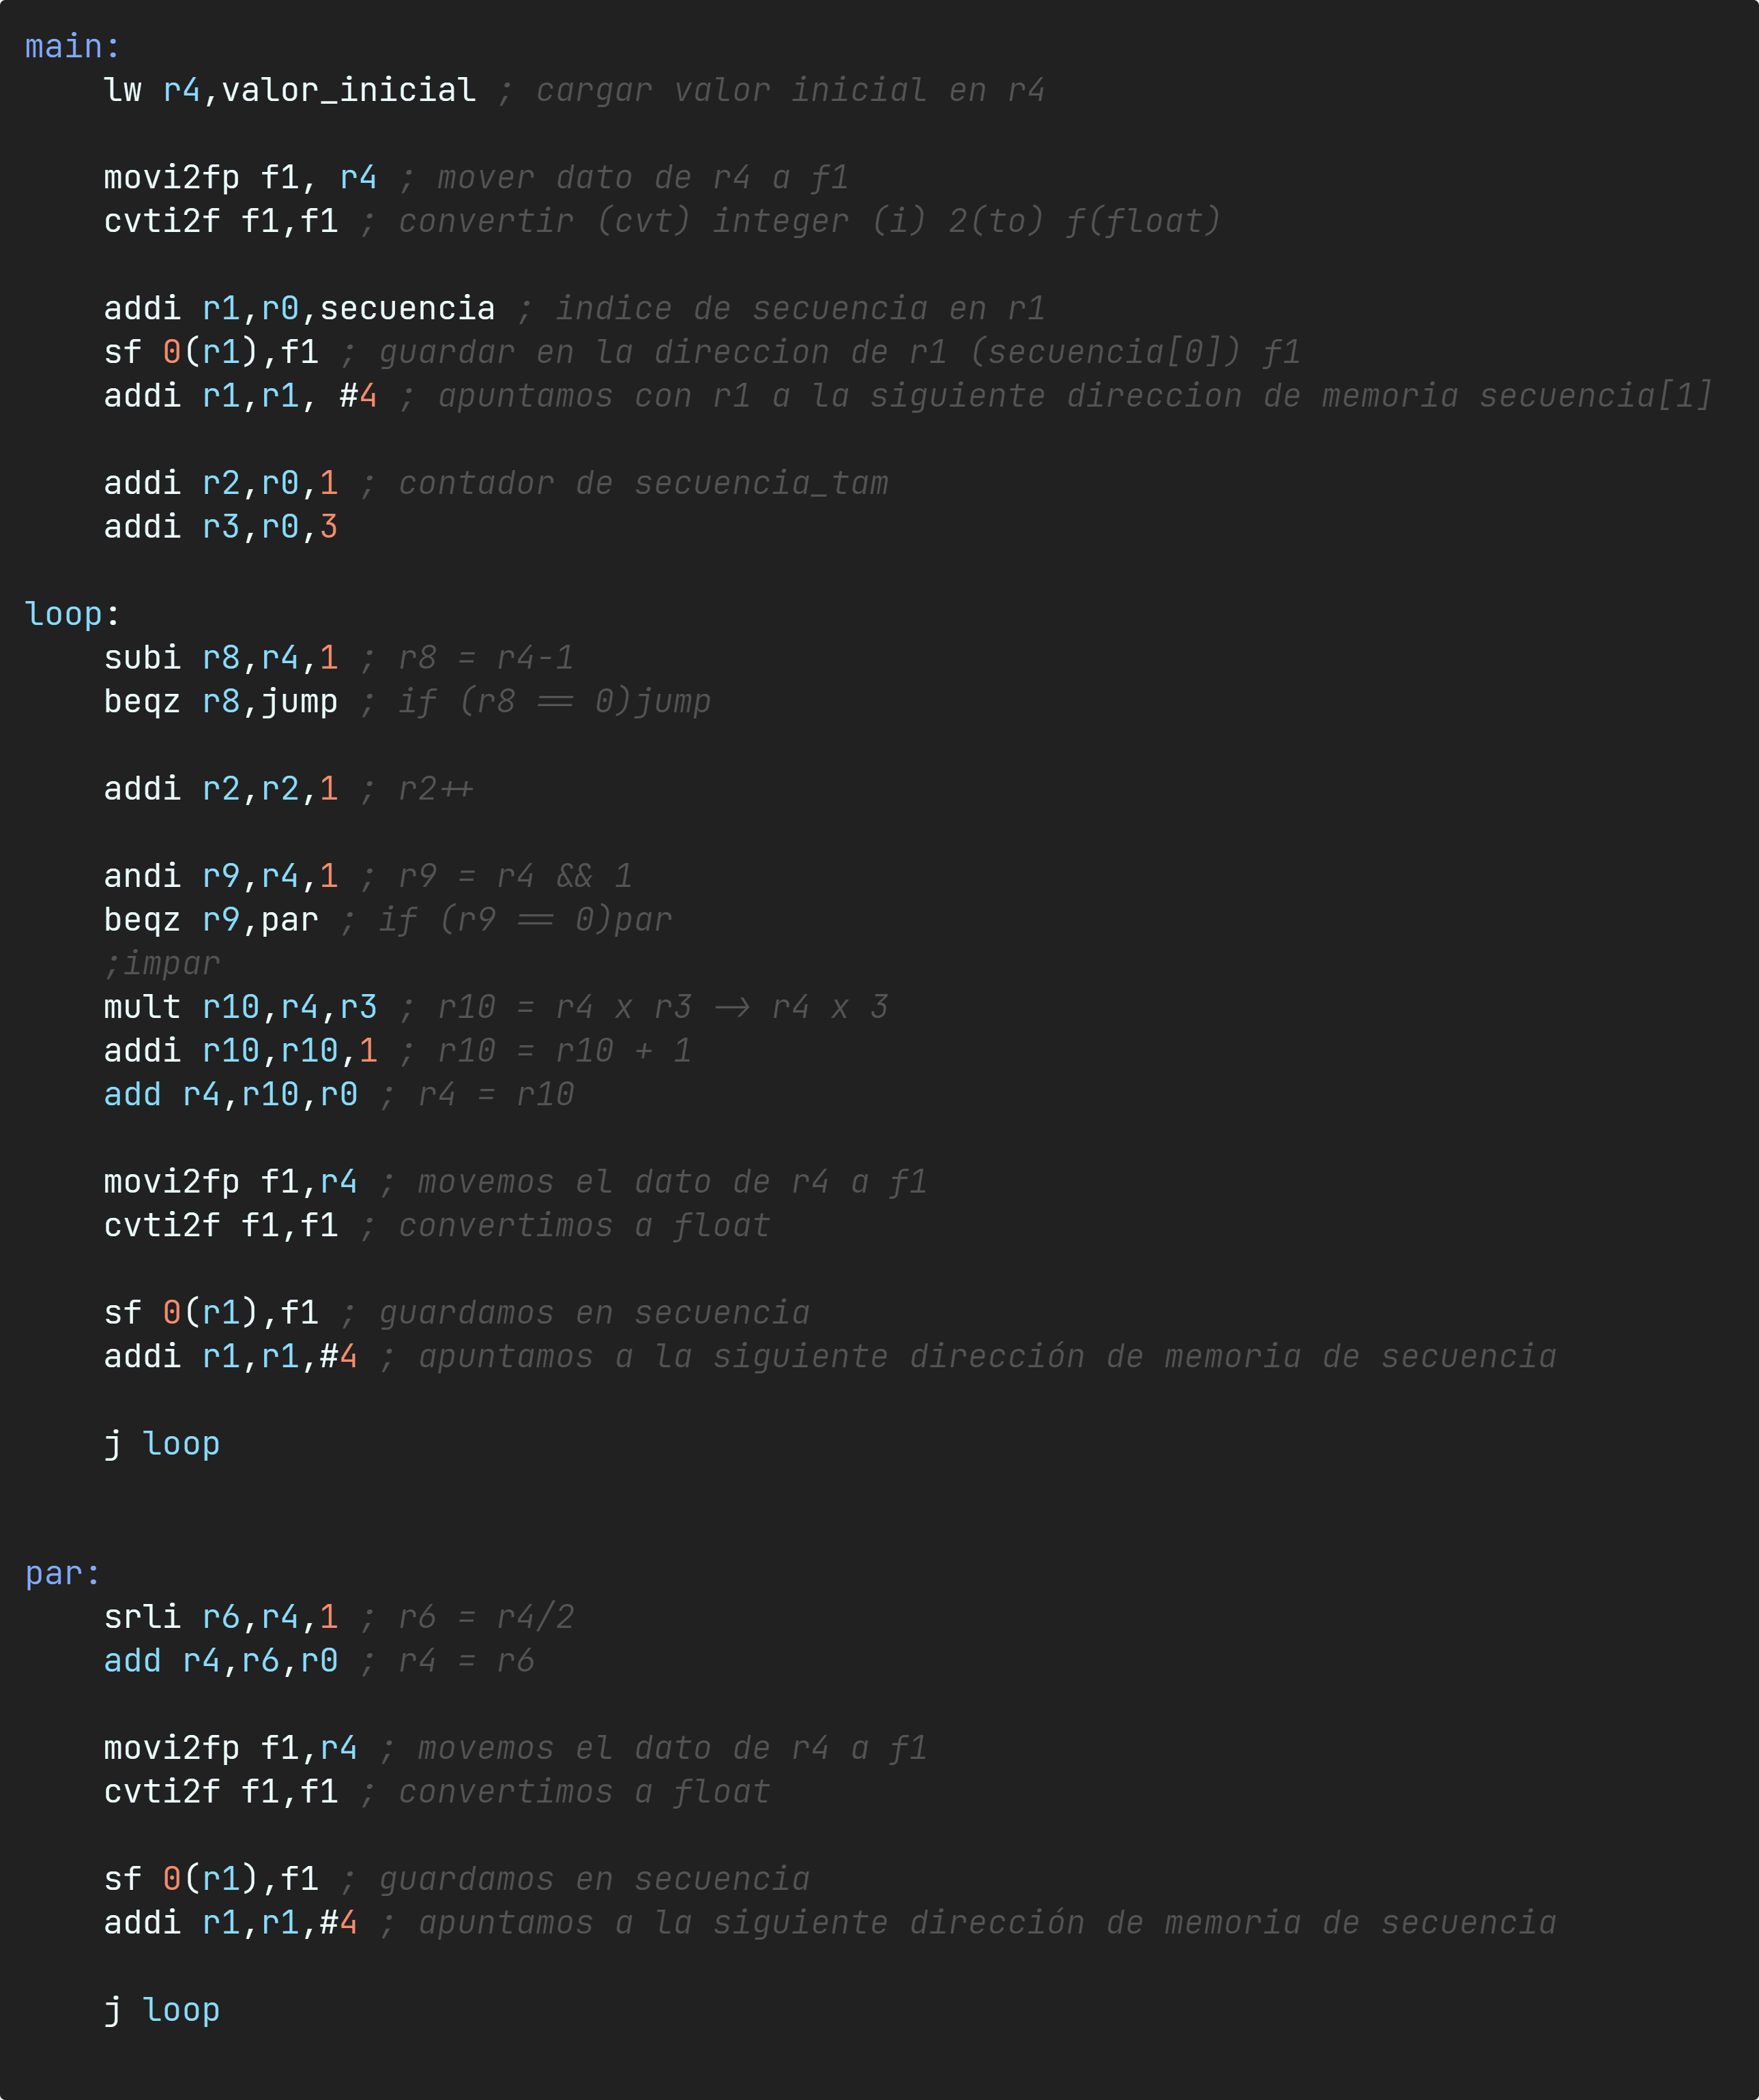 main:
    lw r4,valor_inicial ; cargar valor inicial en r4

    movi2fp f1, r4 ; mover dato de r4 a f1
    cvti2f f1,f1 ; convertir (cvt) integer (i) 2(to) f(float)

    addi r1,r0,secuencia ; indice de secuencia en r1
    sf 0(r1),f1 ; guardar en la direccion de r1 (secuencia[0]) f1
    addi r1,r1, #4 ; apuntamos con r1 a la siguiente direccion de memoria secuencia[1]

    addi r2,r0,1 ; contador de secuencia_tam
    addi r3,r0,3

loop:
    subi r8,r4,1 ; r8 = r4-1
    beqz r8,jump ; if (r8 == 0)jump

    addi r2,r2,1 ; r2++

    andi r9,r4,1 ; r9 = r4 && 1
    beqz r9,par ; if (r9 == 0)par
    ;impar
    mult r10,r4,r3 ; r10 = r4 x r3 -> r4 x 3
    addi r10,r10,1 ; r10 = r10 + 1
    add r4,r10,r0 ; r4 = r10

    movi2fp f1,r4 ; movemos el dato de r4 a f1
    cvti2f f1,f1 ; convertimos a float

    sf 0(r1),f1 ; guardamos en secuencia
    addi r1,r1,#4 ; apuntamos a la siguiente dirección de memoria de secuencia

    j loop


par:
    srli r6,r4,1 ; r6 = r4/2
    add r4,r6,r0 ; r4 = r6

    movi2fp f1,r4 ; movemos el dato de r4 a f1
    cvti2f f1,f1 ; convertimos a float

    sf 0(r1),f1 ; guardamos en secuencia
    addi r1,r1,#4 ; apuntamos a la siguiente dirección de memoria de secuencia

    j loop